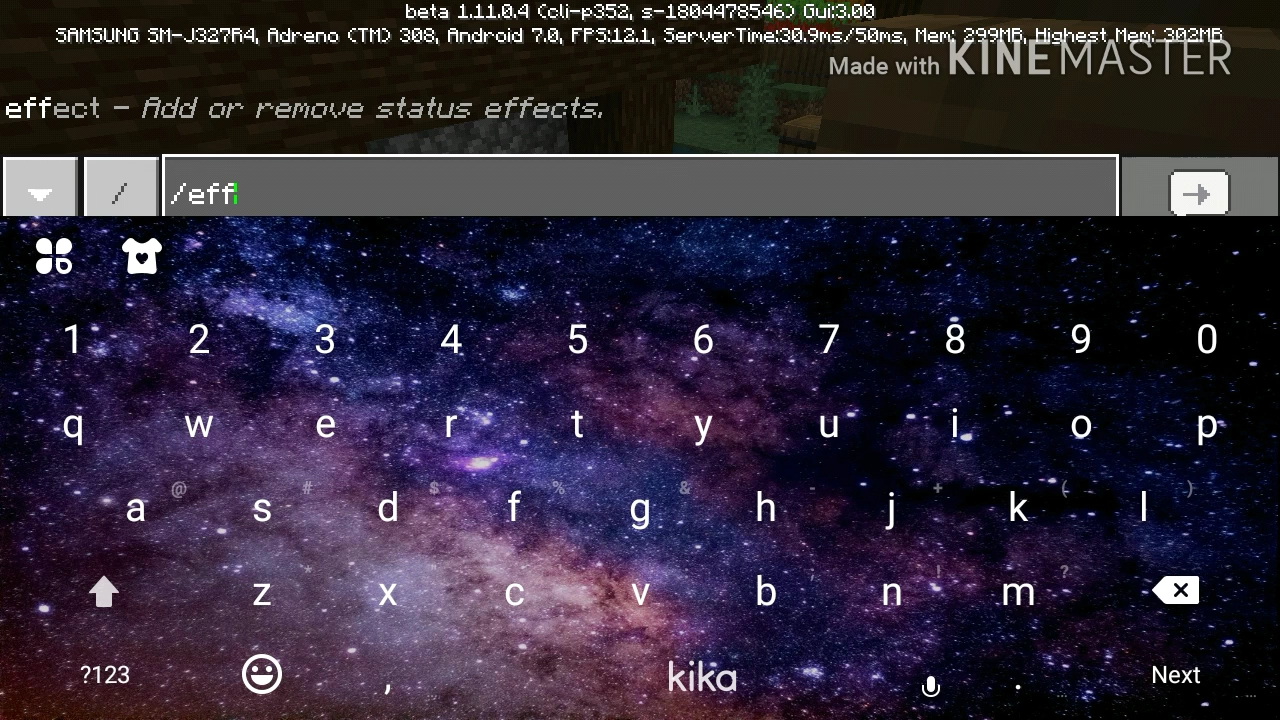 beta 1.11.0.4 (cli-p352, s-1804478546) Gui:3.00
SAMSUNG SM-J327R4, Adreno (TM) 308, Android 7.0, FPS:12.1, ServerTime:30.9ms/50ms, Mem: 299MB, Highest Mem: 302MB
Made with KINEMASTER
effect – Add or remove status effects.
/ /eff
1 2 3 4 5 6 7 8 9 0
q w e r t y u i o p
@ # $ % & - + ( )
a s d f g h j k l
* ' ! ?
z x c v b n m
?123 , kika . Next